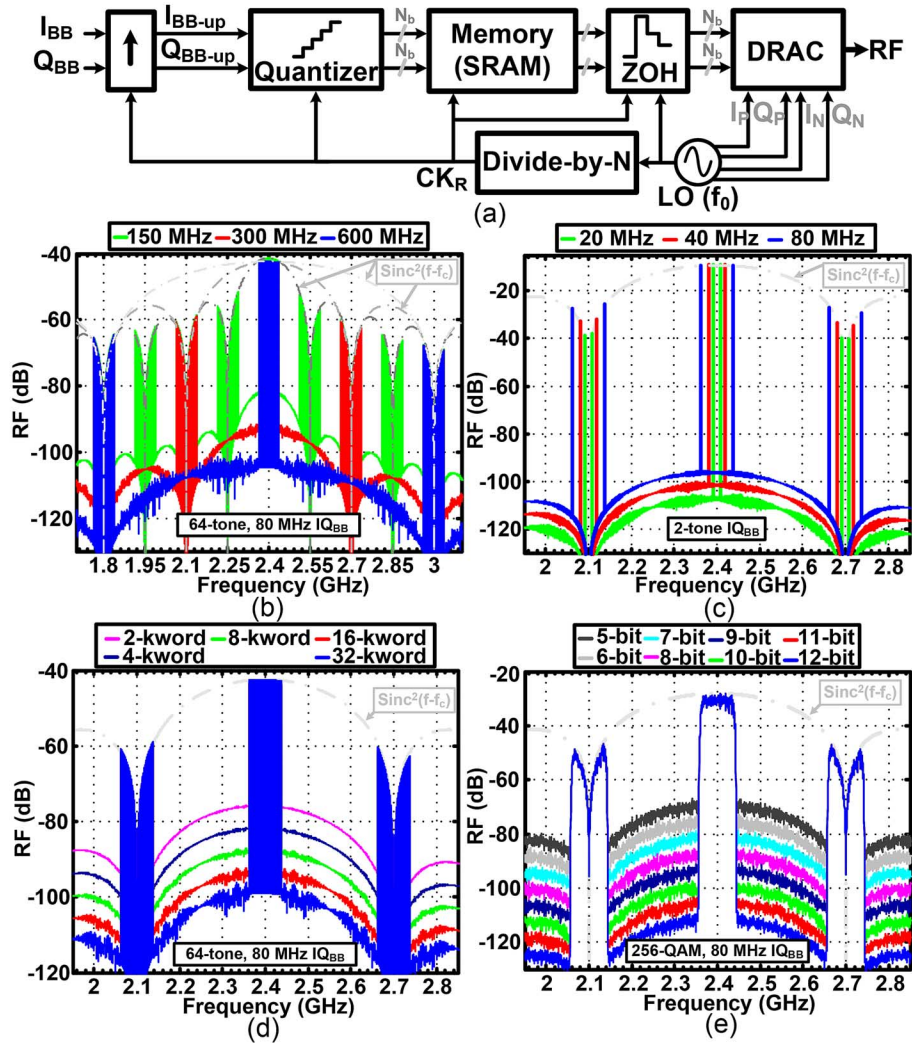 I_BB
I_BB-up
Q_BB
Q_BB-up
Quantizer
N_b
N_b
Memory
(SRAM)
ZOH
N_b
N_b
DRAC
RF
I_P Q_P I_N Q_N
CK_R
Divide-by-N
LO (f_0)
(a)
150 MHz 300 MHz 600 MHz
Sinc²(f-f_c)
RF (dB)
-40
-60
-80
-100
-120
64-tone, 80 MHz IQ_BB
1.8 1.95 2.1 2.25 2.4 2.55 2.7 2.85 3
Frequency (GHz)
(b)
20 MHz 40 MHz 80 MHz
Sinc²(f-f_c)
RF (dB)
0
-20
-40
-60
-80
-100
-120
2-tone IQ_BB
2 2.1 2.2 2.3 2.4 2.5 2.6 2.7 2.8
Frequency (GHz)
(c)
2-kword 8-kword 16-kword
4-kword 32-kword
Sinc²(f-f_c)
RF (dB)
-40
-60
-80
-100
-120
64-tone, 80 MHz IQ_BB
2 2.1 2.2 2.3 2.4 2.5 2.6 2.7 2.8
Frequency (GHz)
(d)
5-bit 7-bit 9-bit 11-bit
6-bit 8-bit 10-bit 12-bit
Sinc²(f-f_c)
RF (dB)
-20
-40
-60
-80
-100
-120
256-QAM, 80 MHz IQ_BB
2 2.1 2.2 2.3 2.4 2.5 2.6 2.7 2.8
Frequency (GHz)
(e)